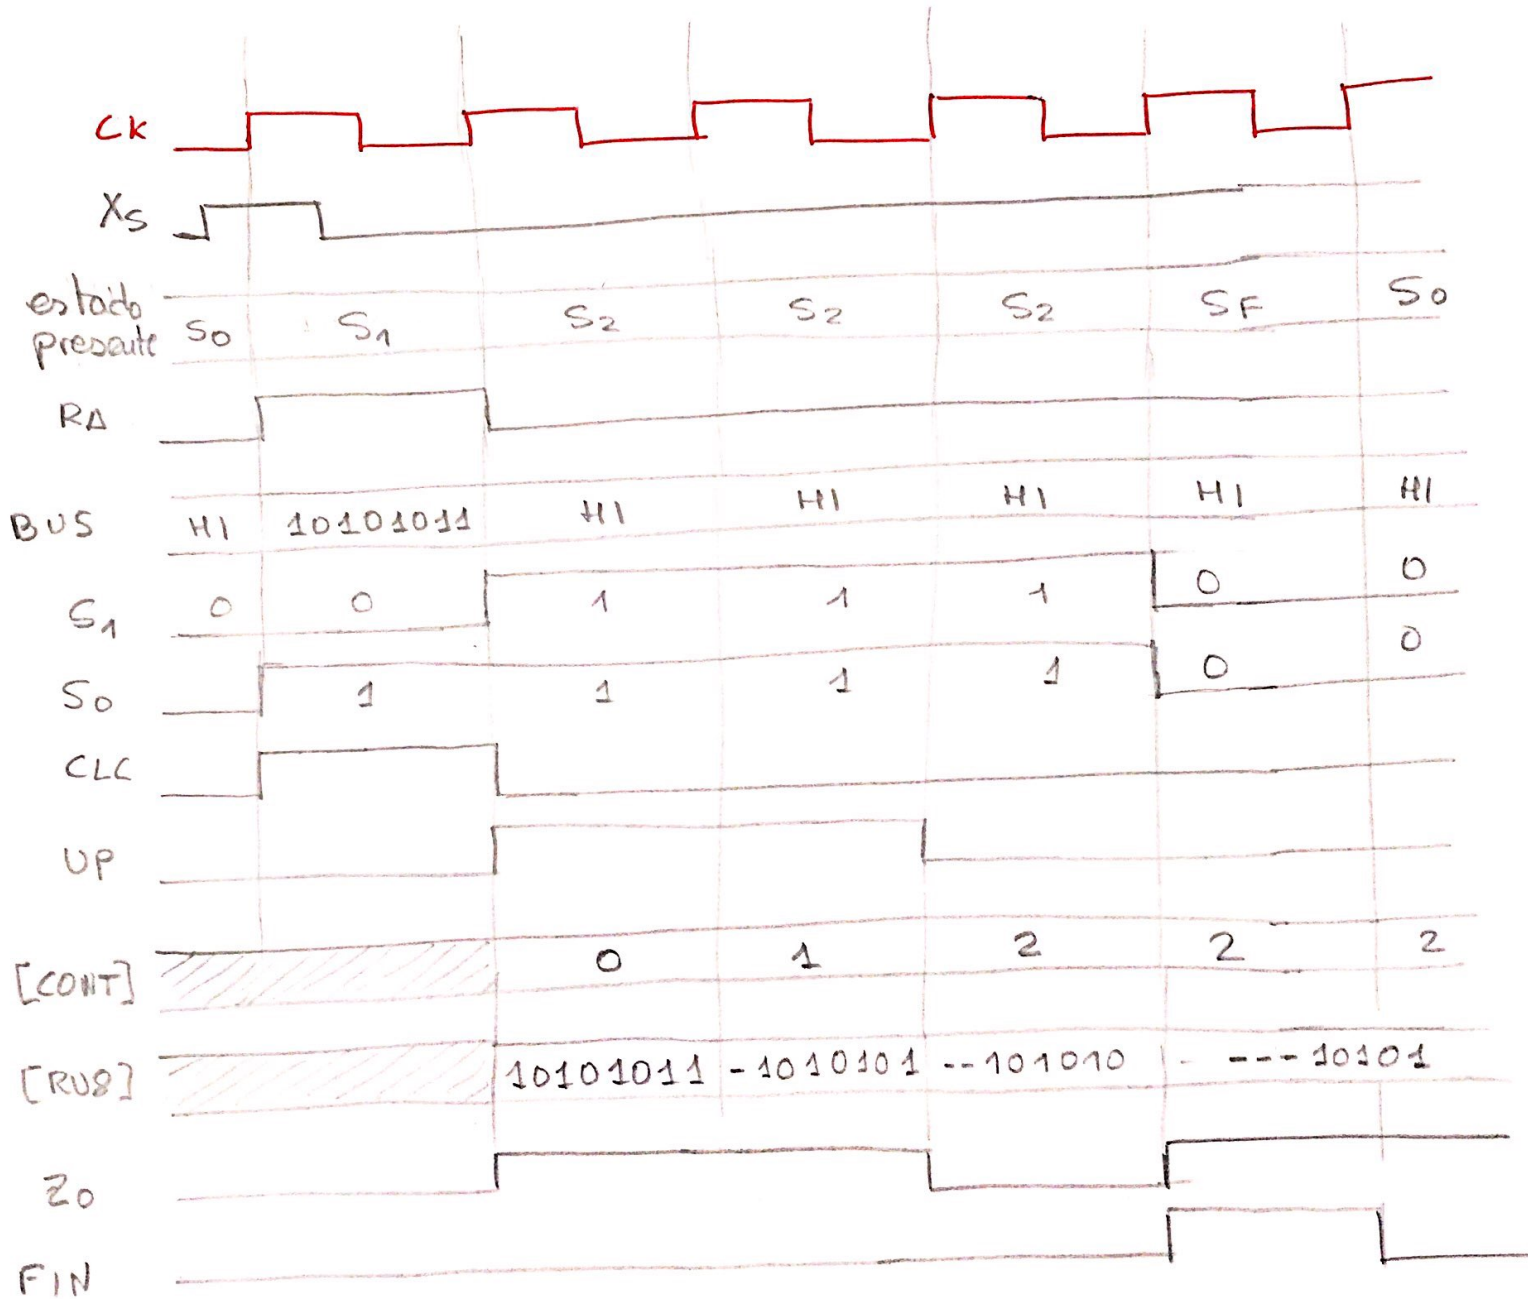 CK
XS
estado
presente S0 S1 S2 S2 S2 SF S0
RA
BUS HI 10101011 HI HI HI HI HI
S1 0 0 1 1 1 0 0
S0 1 1 1 1 0 0
CLC
UP
[CONT] 0 1 2 2 2
[RU8] 10101011 -1010101 --101010 ---10101
Z0
FIN